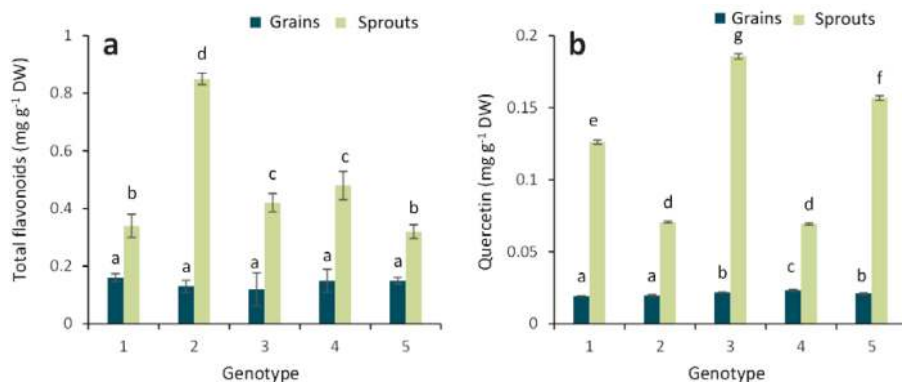 Grains Sprouts
a
Total flavonoids (mg g⁻¹ DW)
1
0.8
0.6
0.4
0.2
0
a b
a d
a c
a c
a b
1 2 3 4 5
Genotype
Grains Sprouts
b
Quercetin (mg g⁻¹ DW)
0.2
0.15
0.1
0.05
0
a e
a d
b g
c d
b f
1 2 3 4 5
Genotype